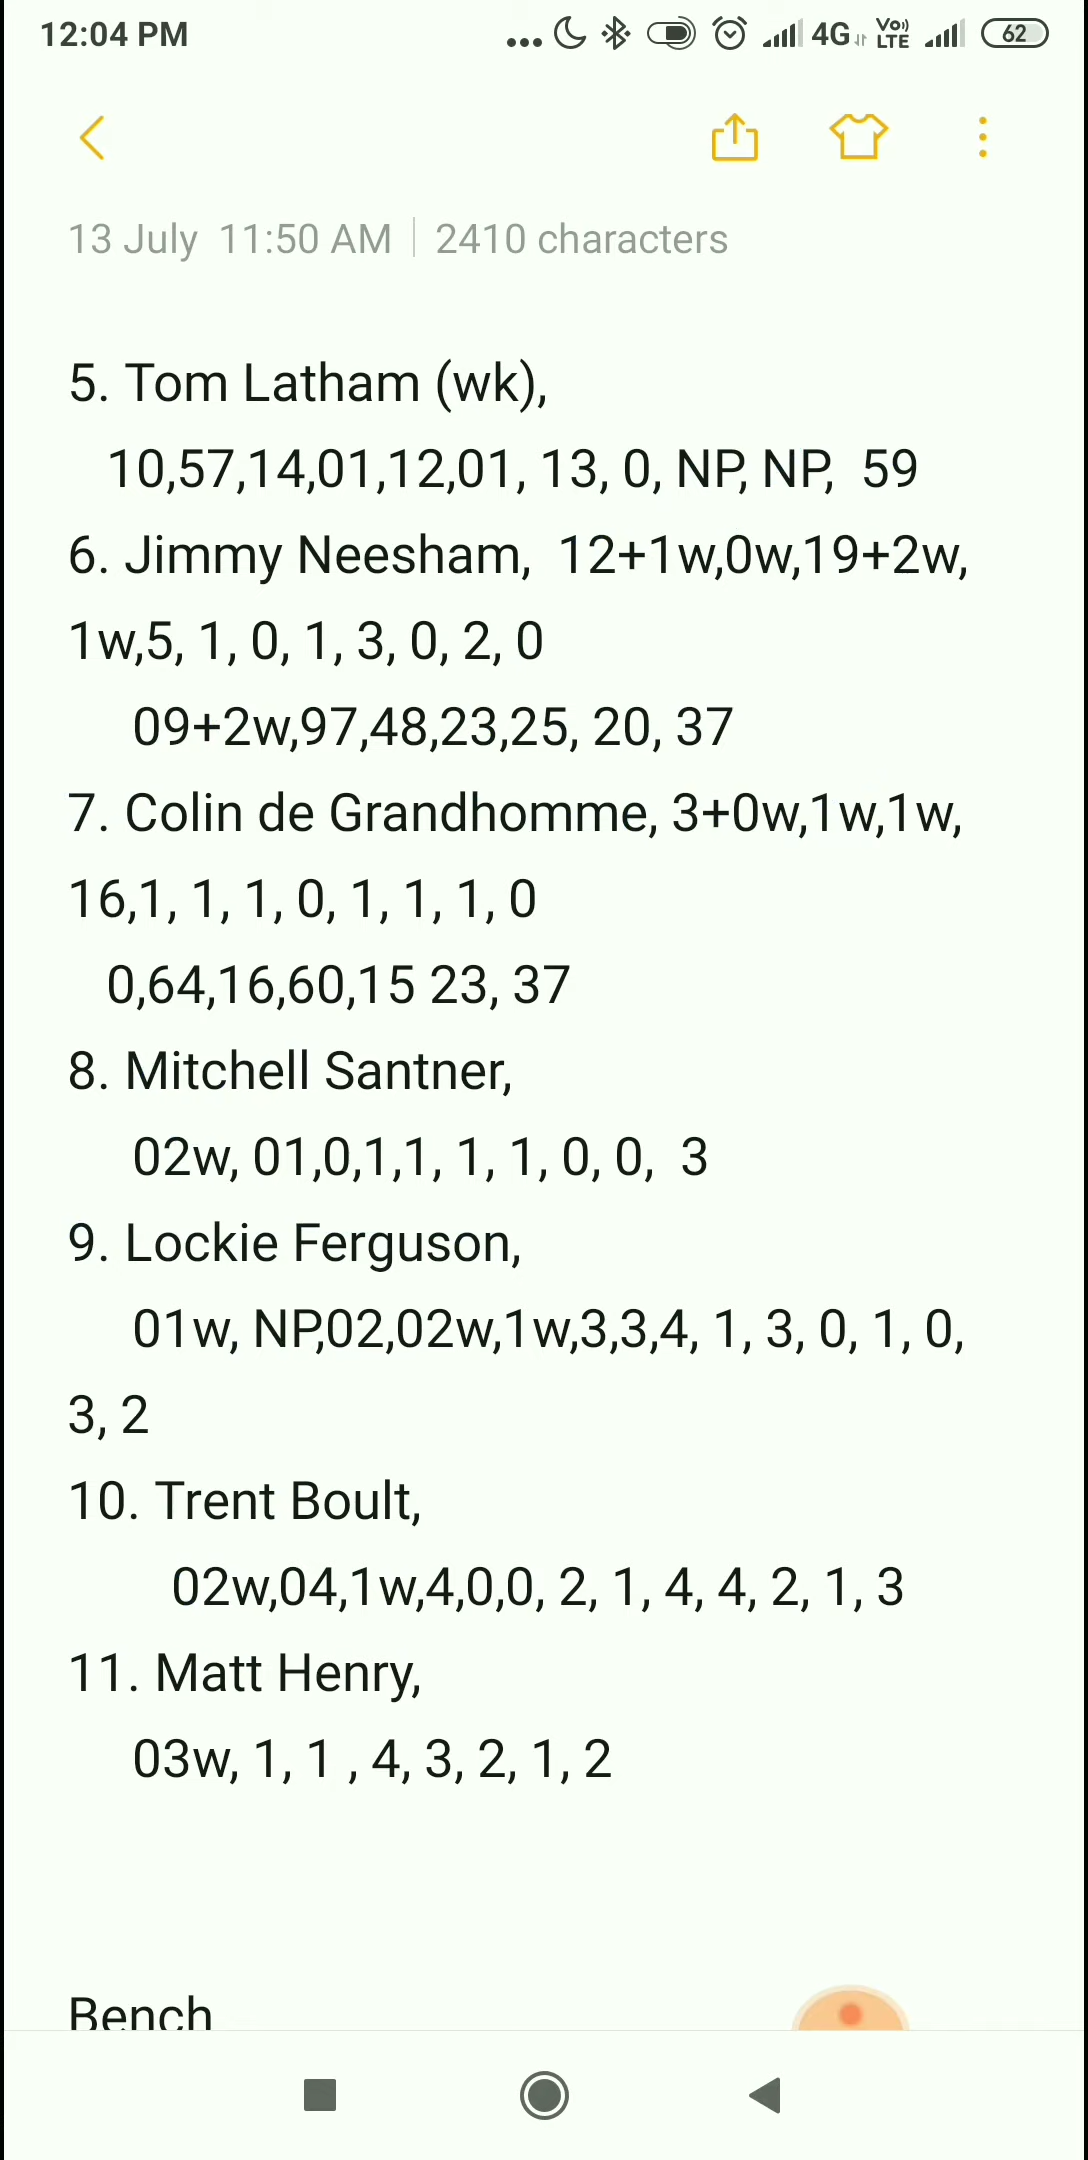 12:04 PM ... 4G VoLTE 62
13 July 11:50 AM | 2410 characters
5. Tom Latham (wk),
10,57,14,01,12,01, 13, 0, NP, NP, 59
6. Jimmy Neesham, 12+1w,0w,19+2w,
1w,5, 1, 0, 1, 3, 0, 2, 0
09+2w,97,48,23,25, 20, 37
7. Colin de Grandhomme, 3+0w,1w,1w,
16,1, 1, 1, 0, 1, 1, 1, 0
0,64,16,60,15 23, 37
8. Mitchell Santner,
02w, 01,0,1,1, 1, 1, 0, 0, 3
9. Lockie Ferguson,
01w, NP,02,02w,1w,3,3,4, 1, 3, 0, 1, 0,
3, 2
10. Trent Boult,
02w,04,1w,4,0,0, 2, 1, 4, 4, 2, 1, 3
11. Matt Henry,
03w, 1, 1 , 4, 3, 2, 1, 2
Bench